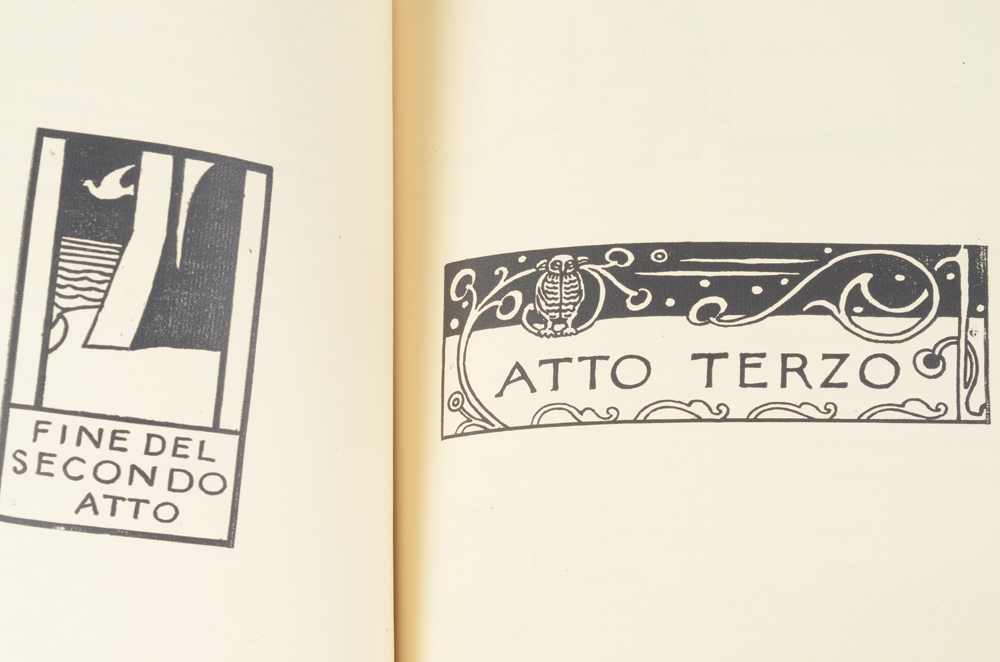 FINE DEL
SECONDO
ATTO
ATTO TERZO